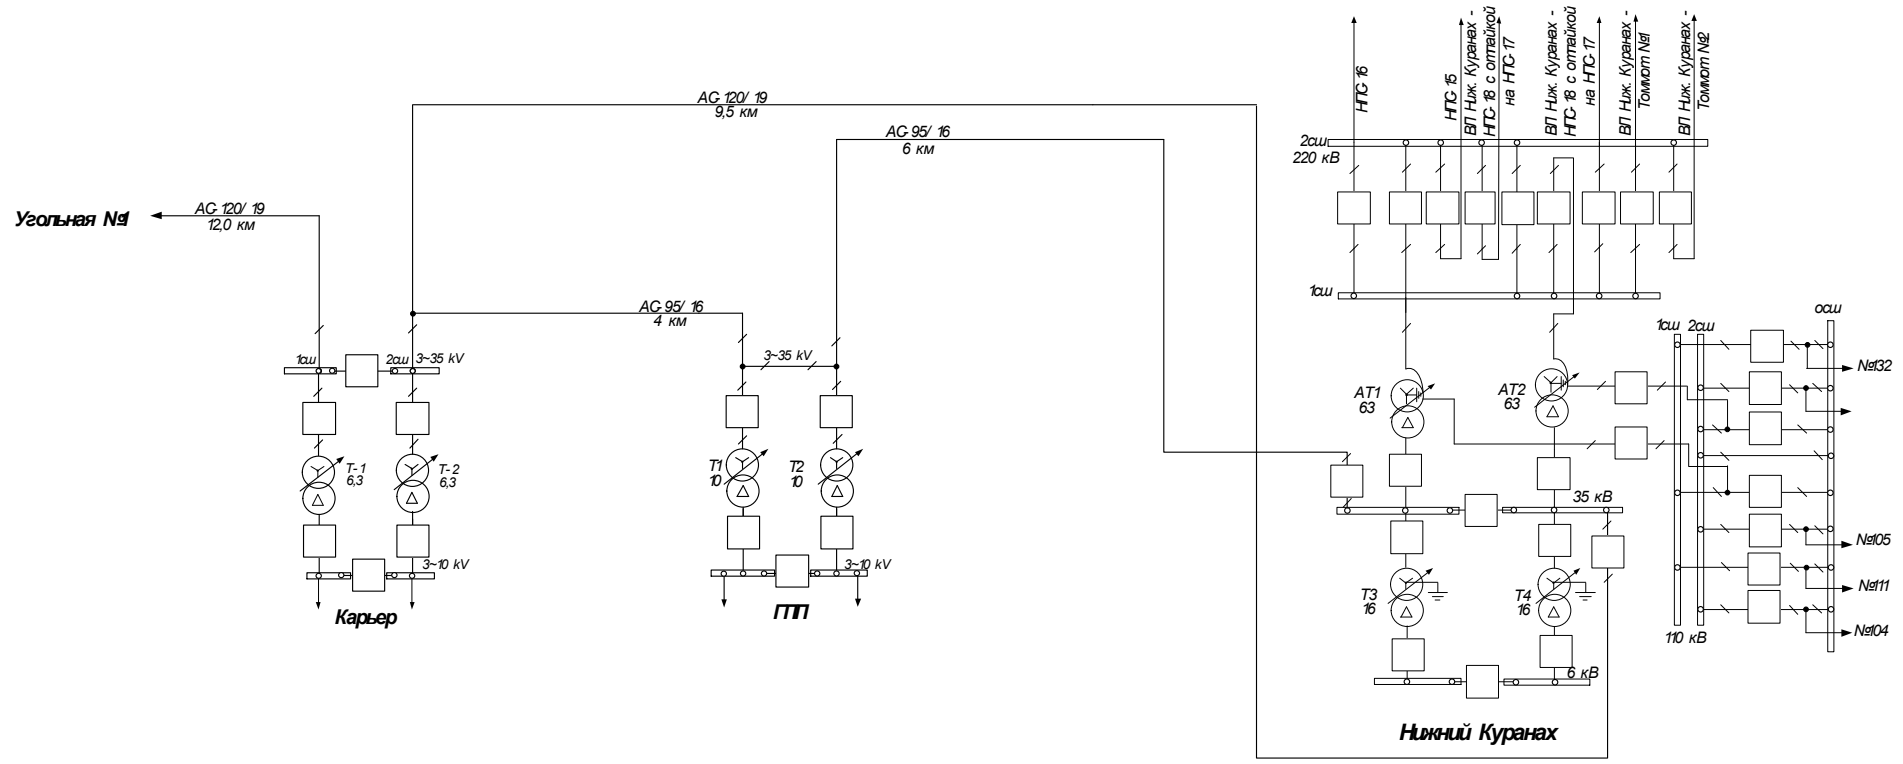 НПС-16
НПС-15
ВЛ Ниж. Куранах -
НПС-18 с отпайкой
на НПС-17
ВЛ Ниж. Куранах -
НПС-18 с отпайкой
на НПС-17
ВЛ Ниж. Куранах -
Томмот №1
ВЛ Ниж. Куранах -
Томмот №2
АС-120/19
9,5 км
АС-95/16
6 км
2сш
220 кВ
Угольная №1
АС-120/19
12,0 км
АС-95/16
4 км
1сш
1сш
2сш
осш
1сш
2сш
3~35 kV
3~35 kV
№132
АТ1
63
АТ2
63
Т-1
6,3
Т-2
6,3
Т1
10
Т2
10
35 кВ
№105
3~10 kV
3~10 kV
Т3
16
Т4
16
№111
Карьер
ГПП
110 кВ
№104
6 кВ
Нижний Куранах